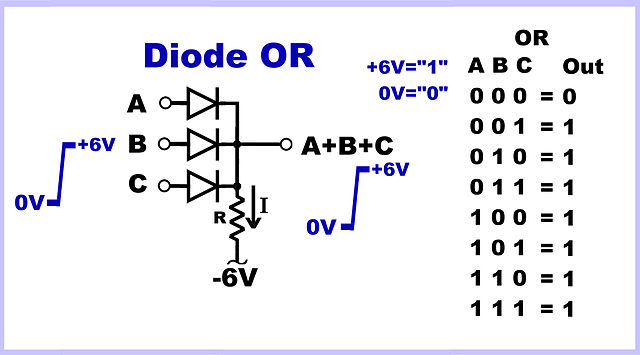 Diode OR
OR
+6V="1" A B C Out
0V="0" 0 0 0 = 0
0 0 1 = 1
0 1 0 = 1
0 1 1 = 1
1 0 0 = 1
1 0 1 = 1
1 1 0 = 1
1 1 1 = 1
A
B
C
+6V
0V
A+B+C
+6V
0V
R
I
-6V